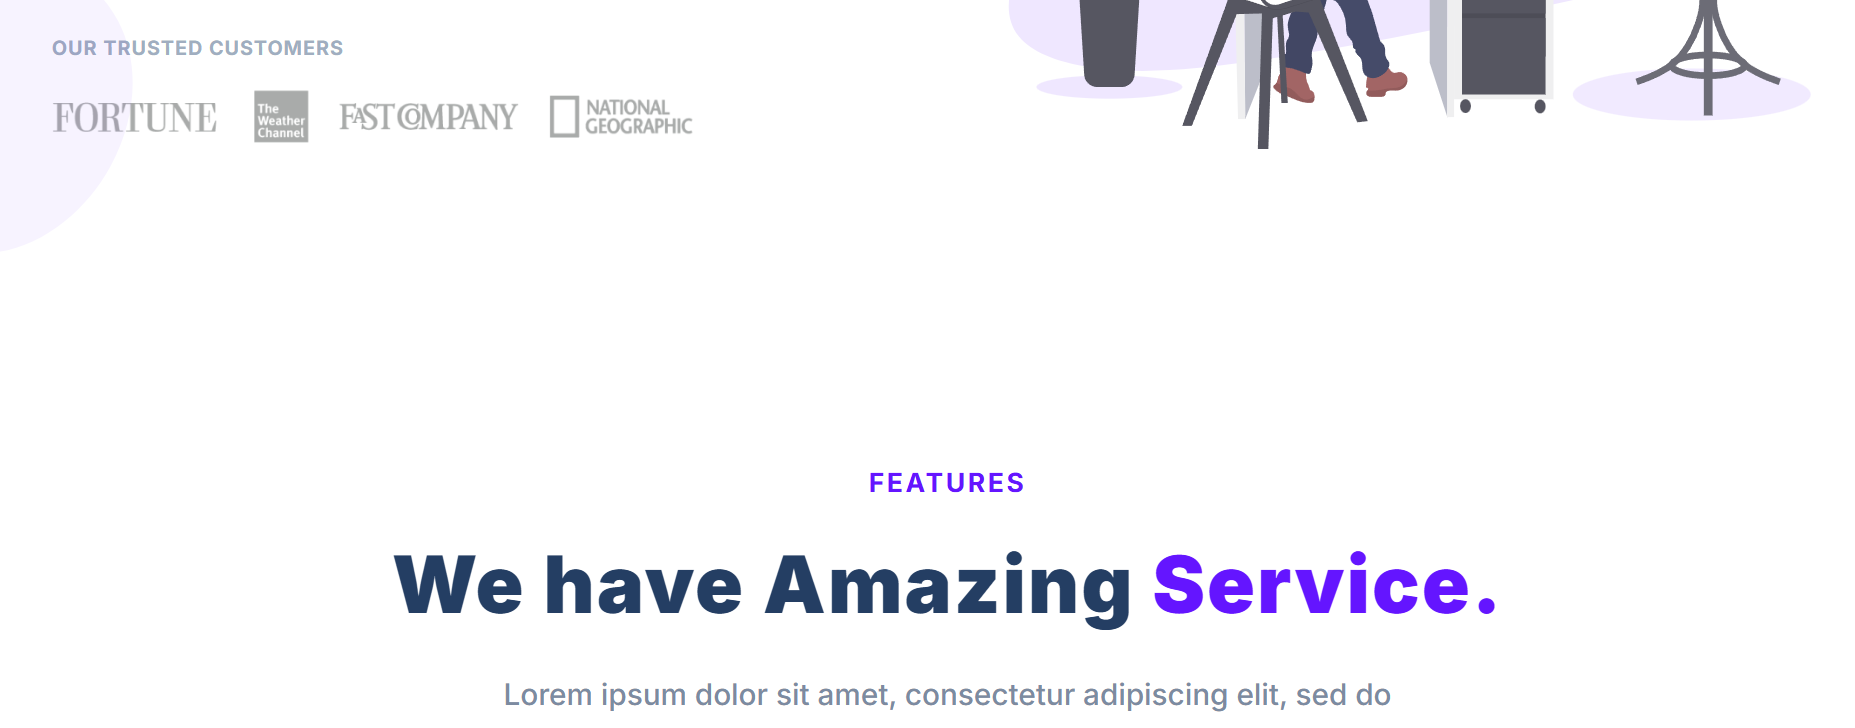 OUR TRUSTED CUSTOMERS
FORTUNE
The
Weather
Channel
FAST COMPANY
NATIONAL
GEOGRAPHIC
FEATURES
We have Amazing Service.
Lorem ipsum dolor sit amet, consectetur adipiscing elit, sed do